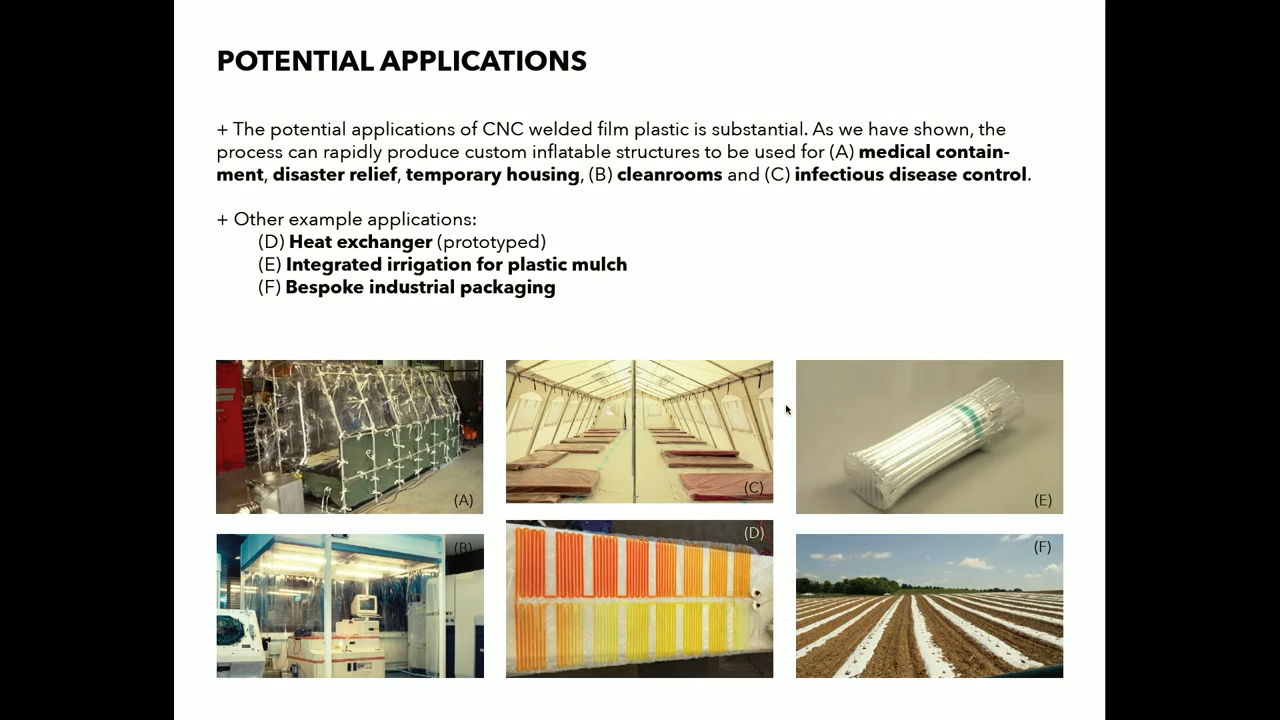 POTENTIAL APPLICATIONS
+ The potential applications of CNC welded film plastic is substantial. As we have shown, the
process can rapidly produce custom inflatable structures to be used for (A) medical contain-
ment, disaster relief, temporary housing, (B) cleanrooms and (C) infectious disease control.
+ Other example applications:
(D) Heat exchanger (prototyped)
(E) Integrated irrigation for plastic mulch
(F) Bespoke industrial packaging
(A)
(C)
(E)
(B)
(D)
(F)